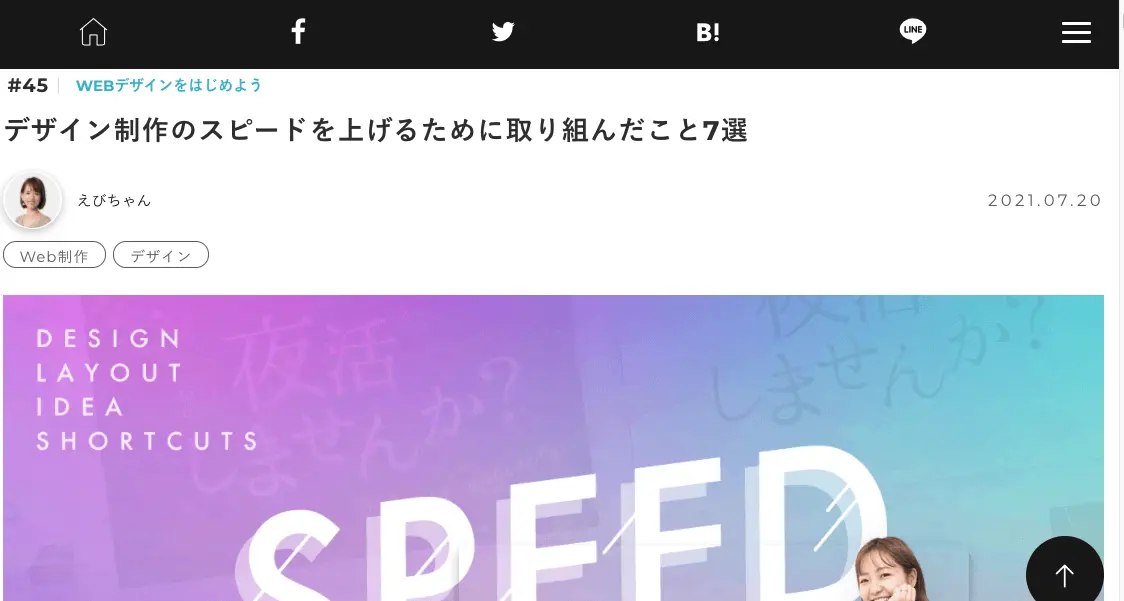 B!
LINE
#45
WEBデザインをはじめよう
デザイン制作のスピードを上げるために取り組んだこと7選
えびちゃん
2021.07.20
Web制作
デザイン
DESIGN
LAYOUT
IDEA
SHORTCUTS
夜活
しませんか?
夜活
しませんか?
SPEED